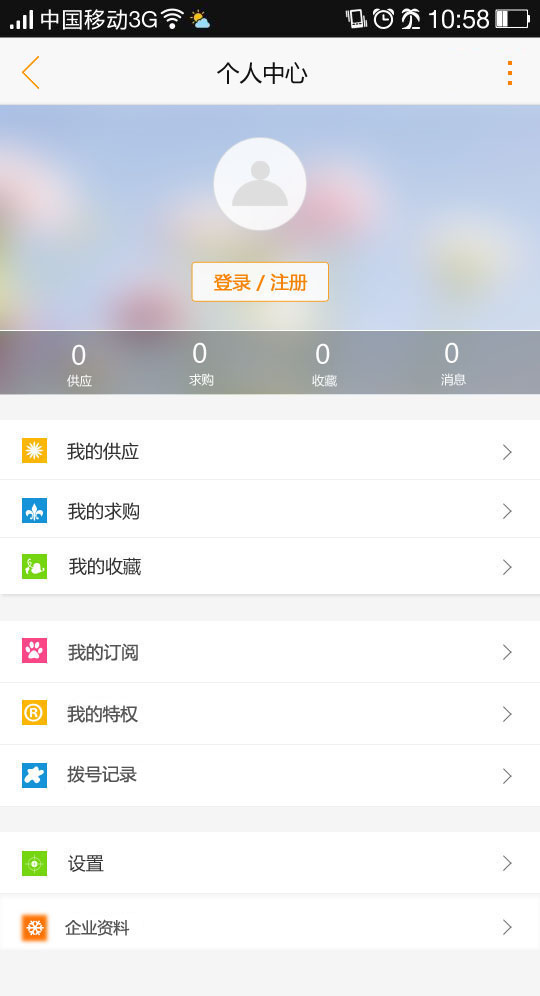 中国移动3G 10:58
个人中心
登录 / 注册
0 0 0 0
供应 求购 收藏 消息
我的供应
我的求购
我的收藏
我的订阅
®
我的特权
拨号记录
设置
企业资料